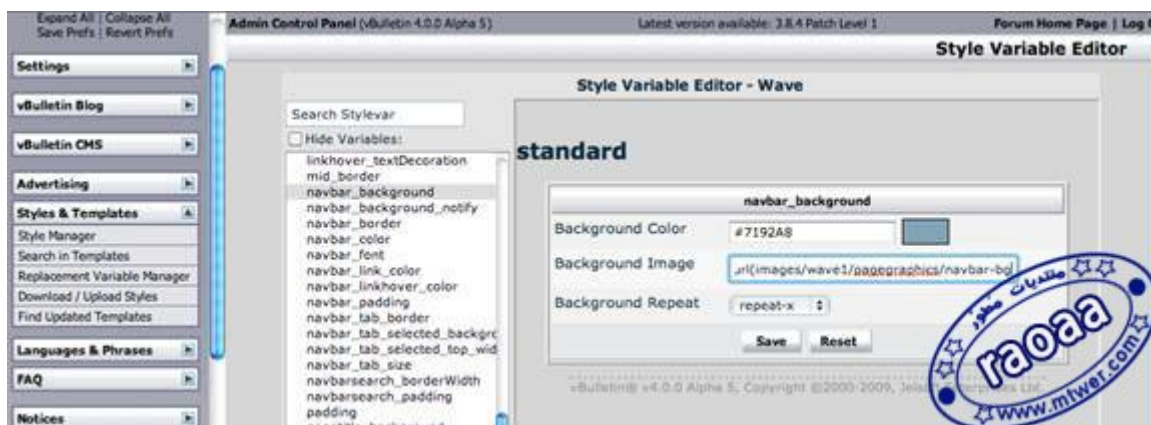 Expand All | Collapse All
Save Prefs | Revert Prefs
Settings
vBulletin Blog
vBulletin CMS
Advertising
Styles & Templates
Style Manager
Search in Templates
Replacement Variable Manager
Download / Upload Styles
Find Updated Templates
Languages & Phrases
FAQ
Notices
Admin Control Panel (vBulletin 4.0.0 Alpha 5)
Latest version available: 3.8.4 Patch Level 1
Forum Home Page | Log
Style Variable Editor
Style Variable Editor - Wave
Search Stylevar
Hide Variables:
linkhover_textDecoration
mid_border
navbar_background
navbar_background_notify
navbar_border
navbar_color
navbar_font
navbar_link_color
navbar_linkhover_color
navbar_padding
navbar_tab_border
navbar_tab_selected_backgrc
navbar_tab_selected_top_wid
navbar_tab_size
navbarsearch_borderWidth
navbarsearch_padding
padding
standard
navbar_background
Background Color
#7192A8
Background Image
url(images/wave1/pagegraphics/navbar-bg
Background Repeat
repeat-x
Save Reset
vBulletin® v4.0.0 Alpha 5, Copyright ©2000-2009, Ltd.
منتديات مطور
raoaa
www.mtwer.com